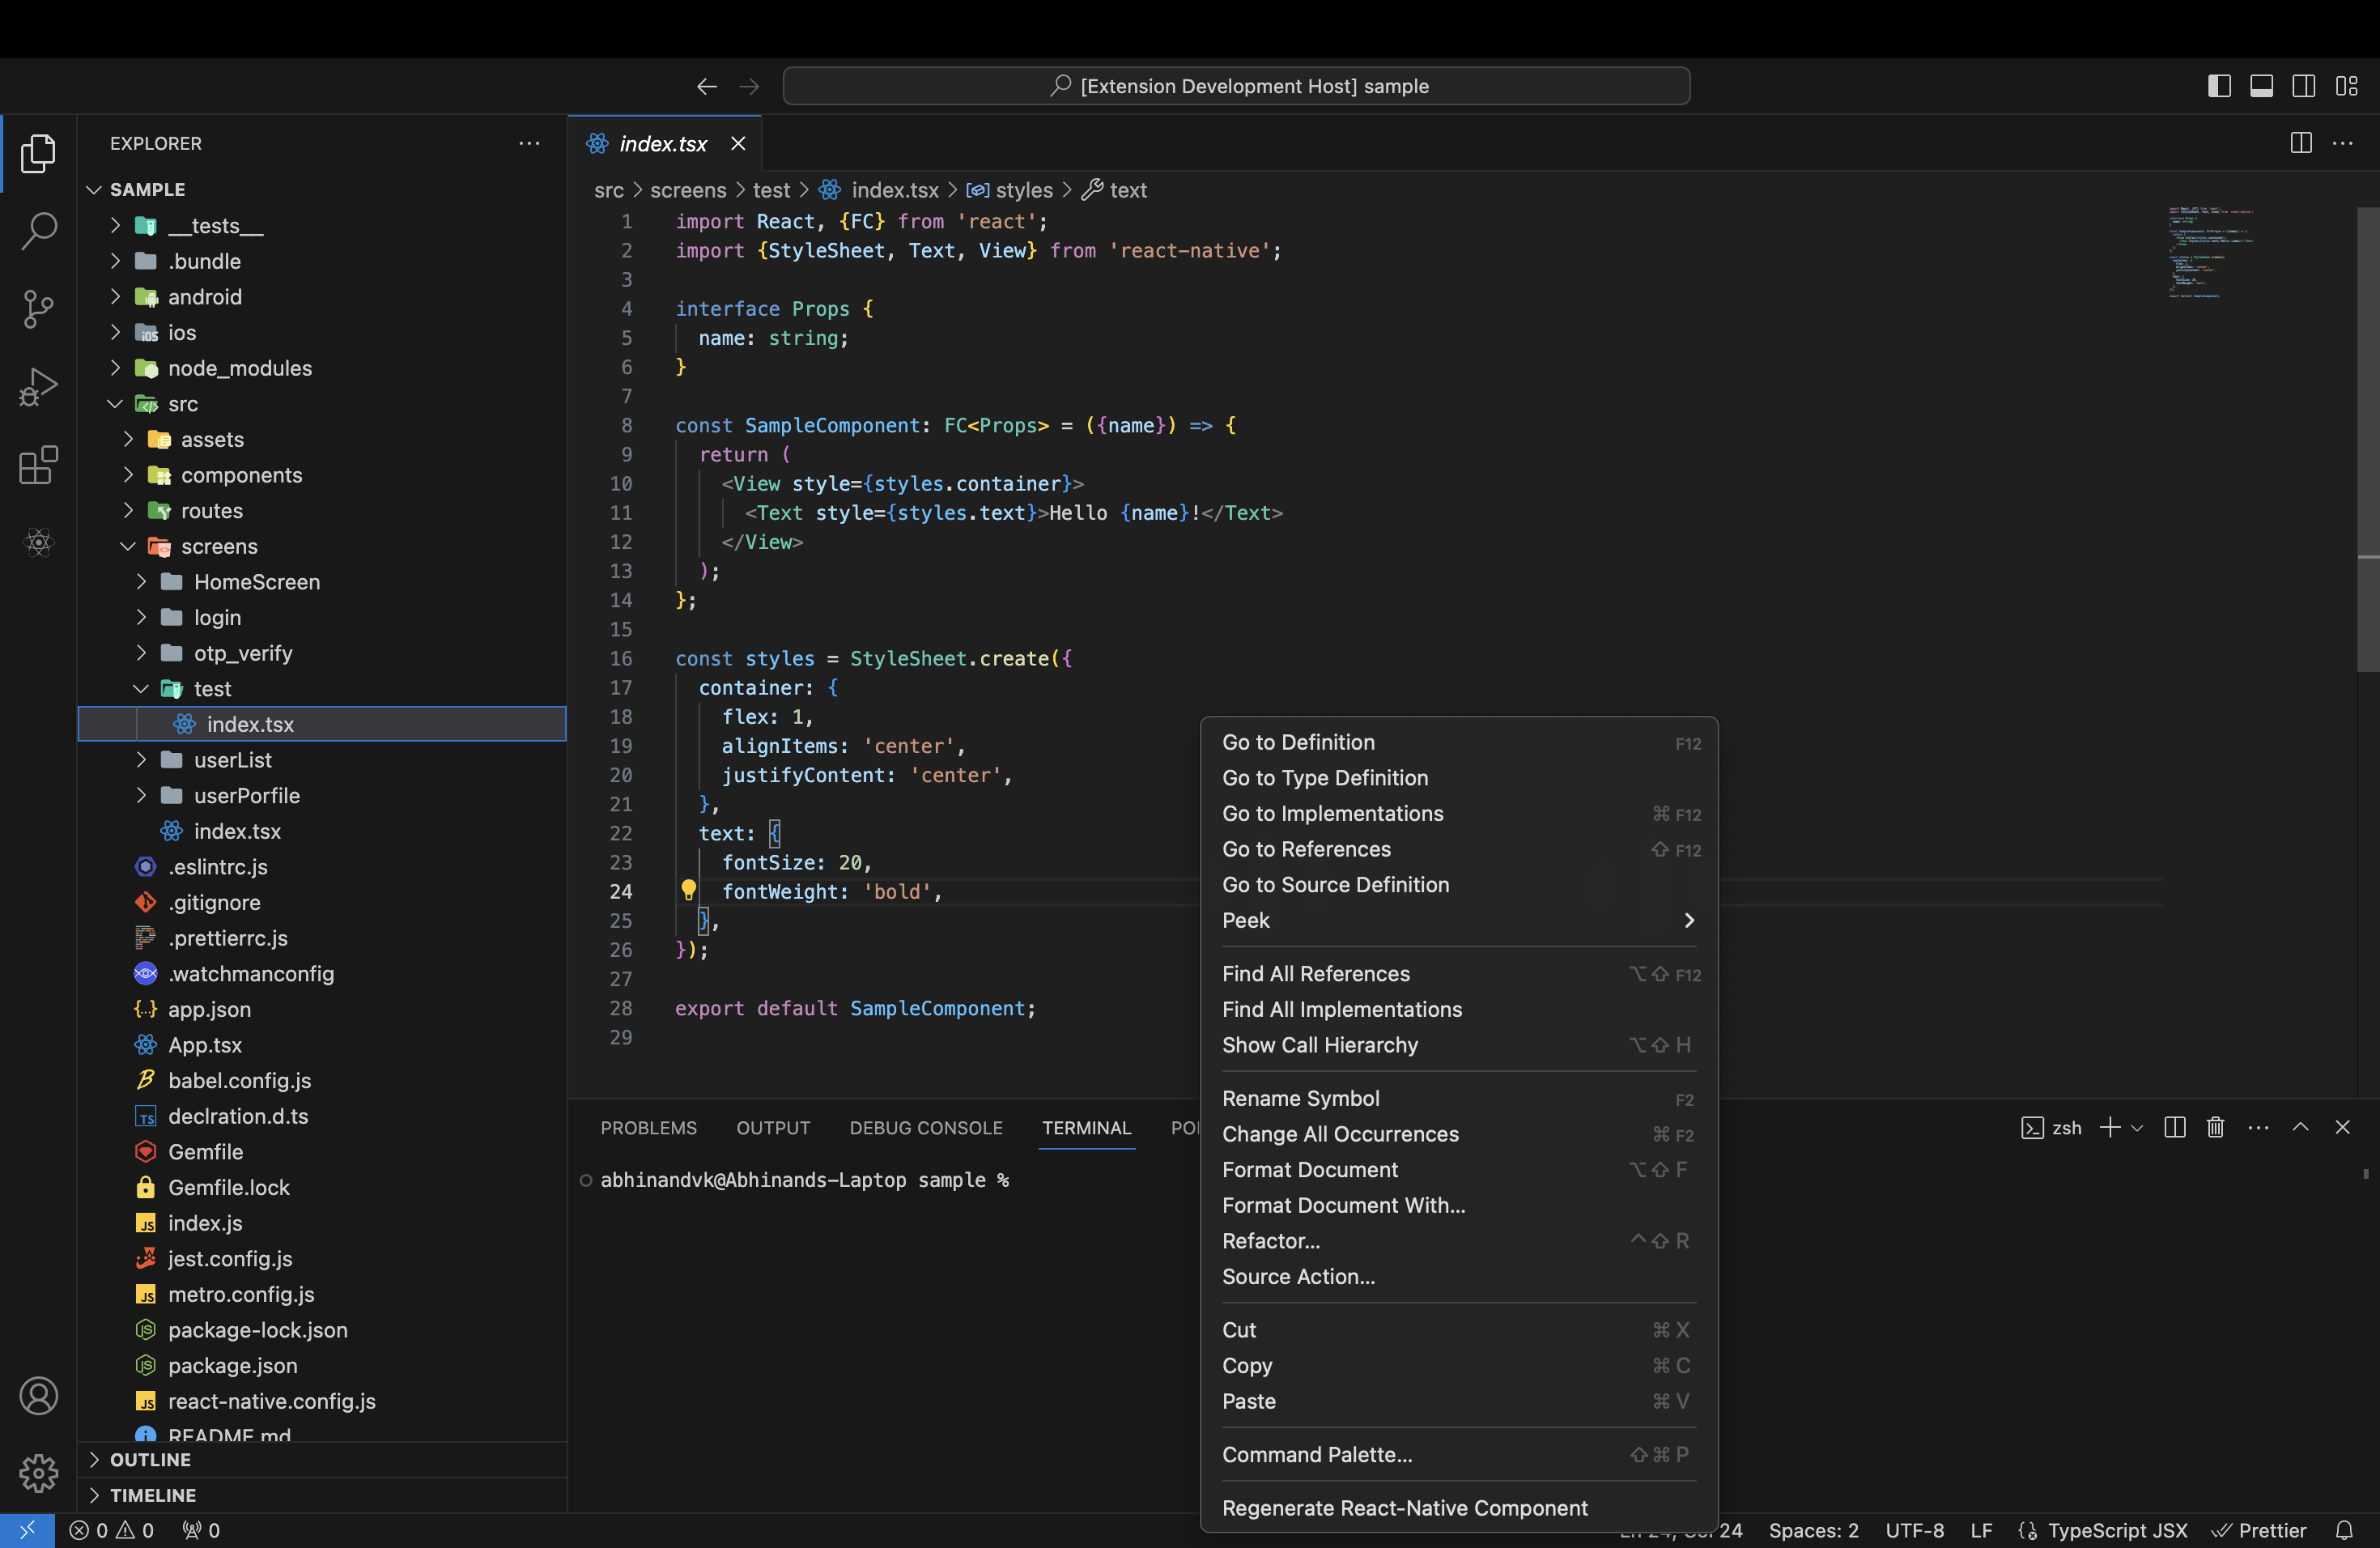 [Extension Development Host] sample
EXPLORER
SAMPLE
__tests__
.bundle
android
ios
node_modules
src
assets
components
routes
screens
HomeScreen
login
otp_verify
test
index.tsx
userList
userPorfile
index.tsx
.eslintrc.js
.gitignore
.prettierrc.js
.watchmanconfig
app.json
App.tsx
babel.config.js
declration.d.ts
Gemfile
Gemfile.lock
index.js
jest.config.js
metro.config.js
package-lock.json
package.json
react-native.config.js
README.md
OUTLINE
TIMELINE
index.tsx
src > screens > test > index.tsx > styles > text
1 import React, {FC} from 'react';
2 import {StyleSheet, Text, View} from 'react-native';
3
4 interface Props {
5 name: string;
6 }
7
8 const SampleComponent: FC<Props> = ({name}) => {
9 return (
10 <View style={styles.container}>
11 <Text style={styles.text}>Hello {name}!</Text>
12 </View>
13 );
14 };
15
16 const styles = StyleSheet.create({
17 container: {
18 flex: 1,
19 alignItems: 'center',
20 justifyContent: 'center',
21 },
22 text: {
23 fontSize: 20,
24 fontWeight: 'bold',
25 },
26 });
27
28 export default SampleComponent;
29
Go to Definition F12
Go to Type Definition
Go to Implementations ⌘ F12
Go to References ⇧ F12
Go to Source Definition
Peek
Find All References ⌥⇧ F12
Find All Implementations
Show Call Hierarchy ⌥⇧ H
Rename Symbol F2
Change All Occurrences ⌘ F2
Format Document ⌥⇧ F
Format Document With...
Refactor... ^⇧ R
Source Action...
Cut ⌘ X
Copy ⌘ C
Paste ⌘ V
Command Palette... ⇧⌘ P
Regenerate React-Native Component
PROBLEMS OUTPUT DEBUG CONSOLE TERMINAL
zsh
abhinandvk@Abhinands-Laptop sample %
0 0 0
24 Spaces: 2 UTF-8 LF TypeScript JSX Prettier